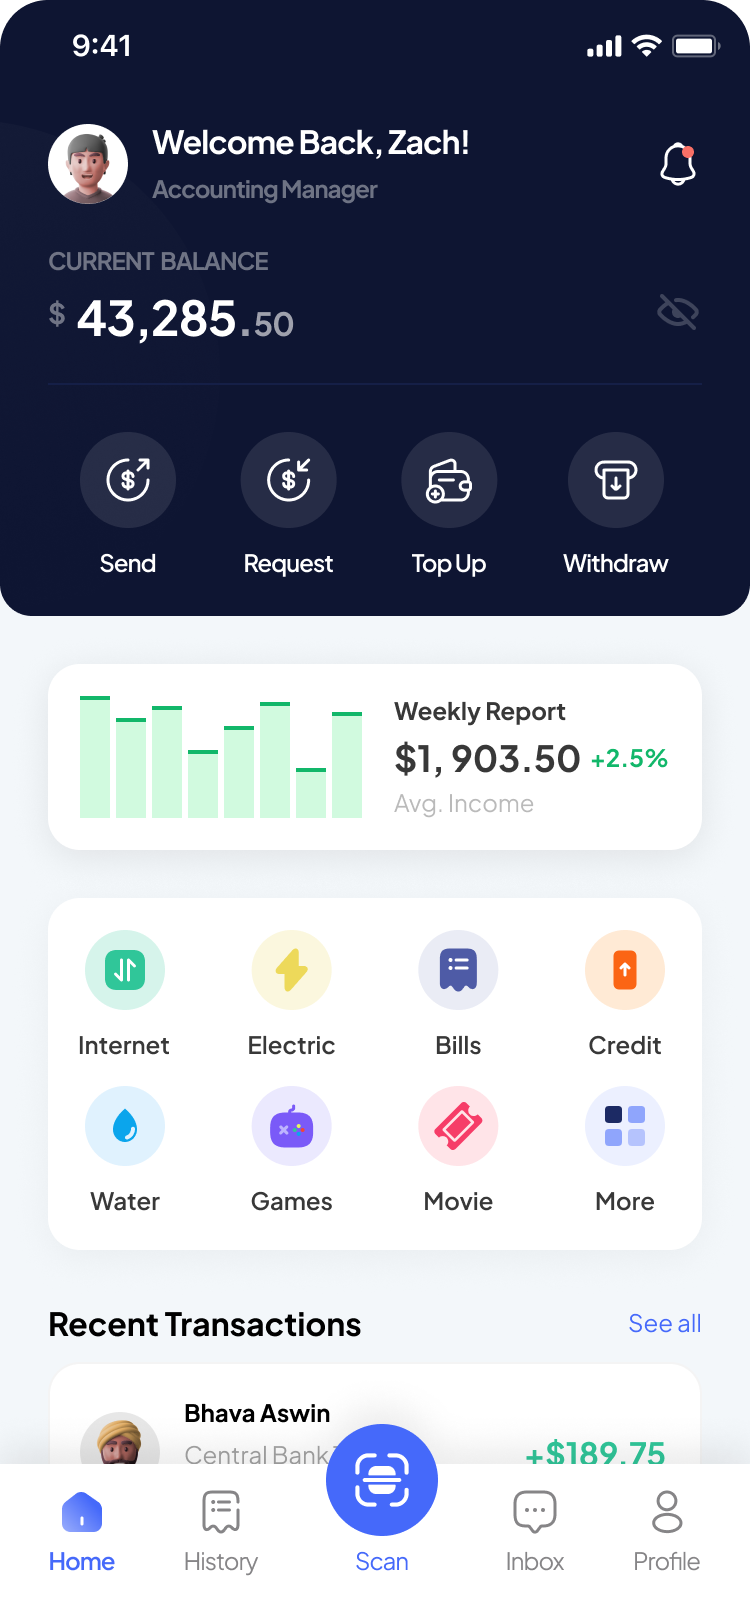 9:41
Welcome Back, Zach!
Accounting Manager
CURRENT BALANCE
$ 43,285.50
Send Request Top Up Withdraw
Weekly Report
$1, 903.50 +2.5%
Avg. Income
Internet Electric Bills Credit
Water Games Movie More
Recent Transactions See all
Bhava Aswin
Central Bank
+$189.75
Home History Scan Inbox Profile